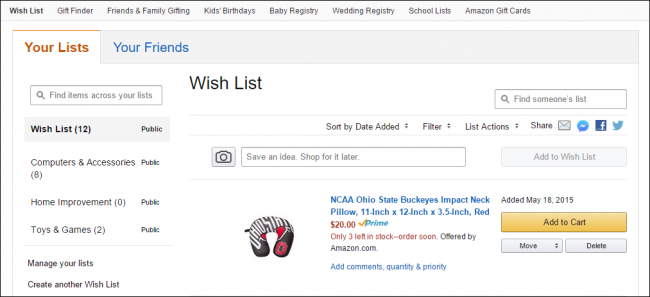 Wish List Gift Finder Friends & Family Gifting Kids' Birthdays Baby Registry Wedding Registry School Lists Amazon Gift Cards
Your Lists Your Friends
Find items across your lists
Wish List (12) Public
Computers & Accessories Public
(8)
Home Improvement (0) Public
Toys & Games (2) Public
Manage your lists
Create another Wish List
Wish List
Find someone's list
Sort by Date Added Filter List Actions Share
Save an idea. Shop for it later. Add to Wish List
NCAA Ohio State Buckeyes Impact Neck
Pillow, 11-Inch x 12-Inch x 3.5-Inch, Red
$20.00 Prime
Only 3 left in stock--order soon. Offered by
Amazon.com.
Add comments, quantity & priority
Added May 18, 2015
Add to Cart
Move Delete